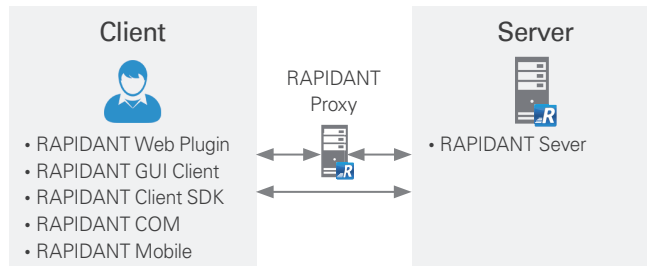 Client
• RAPIDANT Web Plugin
• RAPIDANT GUI Client
• RAPIDANT Client SDK
• RAPIDANT COM
• RAPIDANT Mobile
RAPIDANT
Proxy
R
Server
R
• RAPIDANT Sever